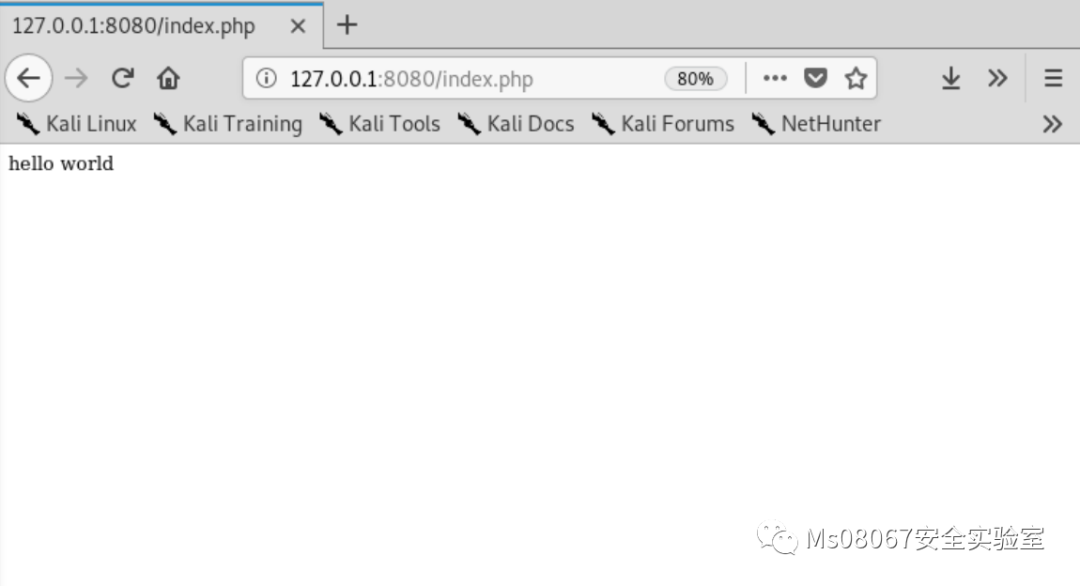 127.0.0.1:8080/index.php
127.0.0.1:8080/index.php 80%
Kali Linux Kali Training Kali Tools Kali Docs Kali Forums NetHunter
hello world
Ms08067安全实验室